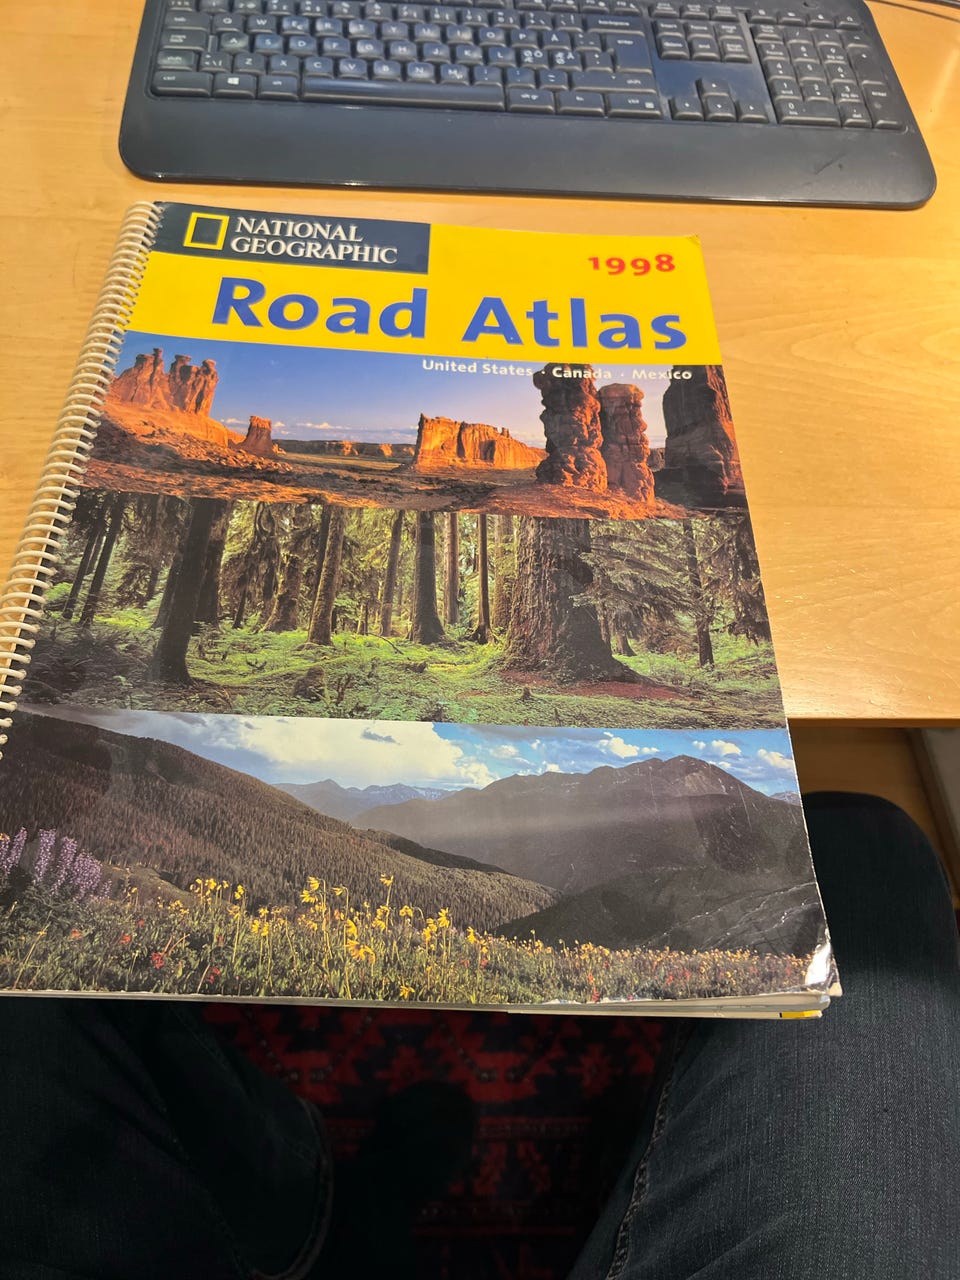 NATIONAL
GEOGRAPHIC
1998
Road Atlas
United States · Canada · Mexico